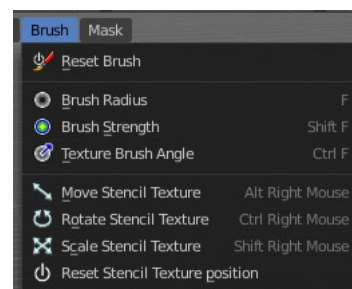 Brush Mask
Reset Brush
Brush Radius F
Brush Strength Shift F
Texture Brush Angle Ctrl F
Move Stencil Texture Alt Right Mouse
Rotate Stencil Texture Ctrl Right Mouse
Scale Stencil Texture Shift Right Mouse
Reset Stencil Texture position